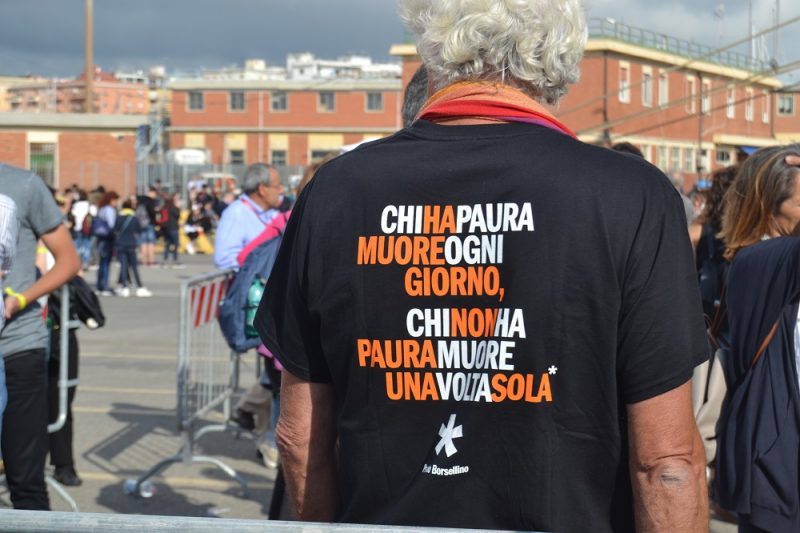 CHIHAPAURA
MUOREOGNI
GIORNO,
CHINONHA
PAURAMUORE
UNAVOLTASOLA*
Borsellino